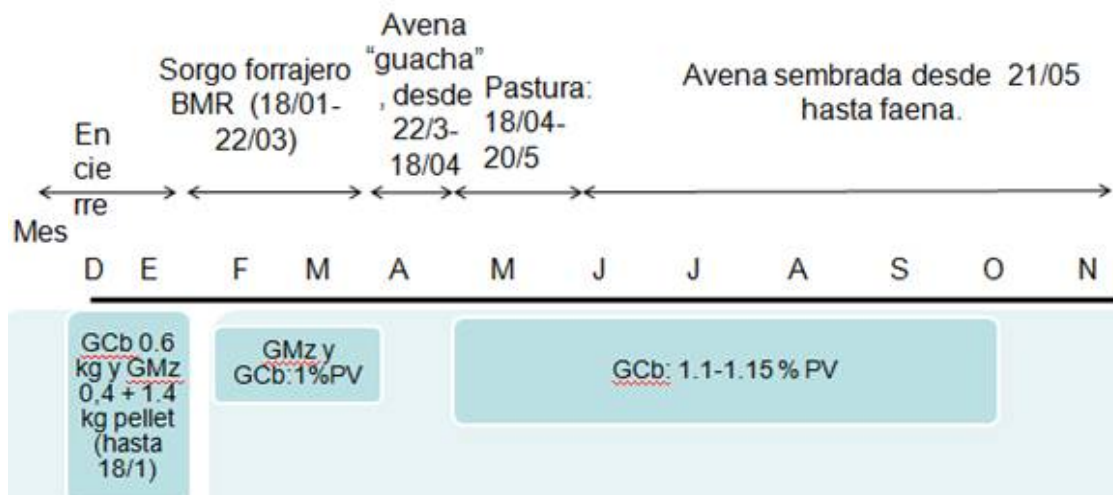 En
cie
rre
Sorgo forrajero
BMR (18/01-
22/03)
Avena
“guacha”
, desde
22/3-
18/04
Pastura:
18/04-
20/5
Avena sembrada desde 21/05
hasta faena.
Mes
D E F M A M J J A S O N
GCb 0.6
kg y GMz
0,4 + 1.4
kg pellet
(hasta
18/1)
GMz y
GCb:1%PV
GCb: 1.1-1.15 % PV